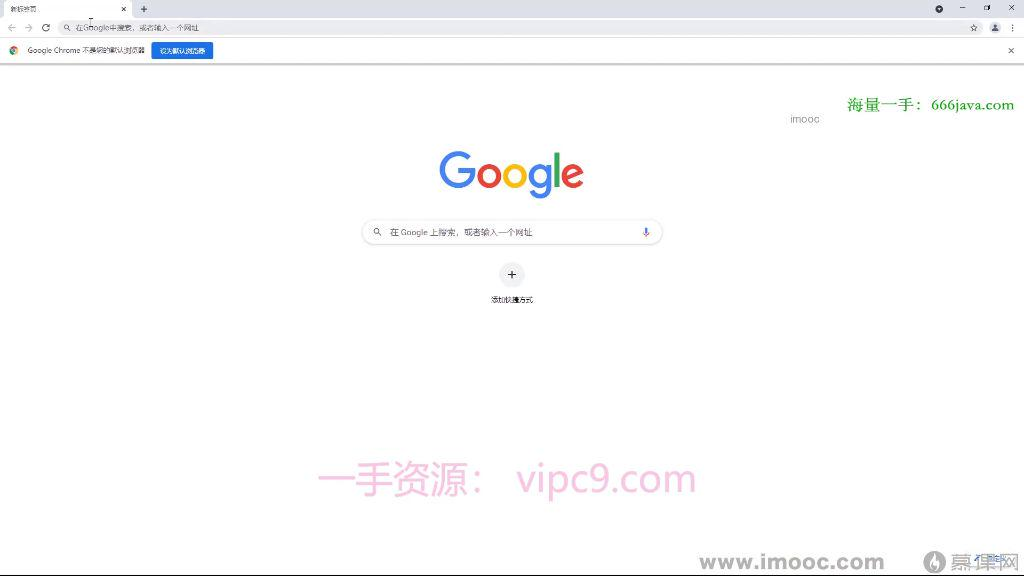 新标签页
在Google中搜索，或者输入一个网址
Google Chrome 不是您的默认浏览器 设为默认浏览器
海量一手：666java.com
imooc
Google
在 Google 上搜索，或者输入一个网址
添加快捷方式
一手资源： vipc9.com
www.imooc.com 慕课网